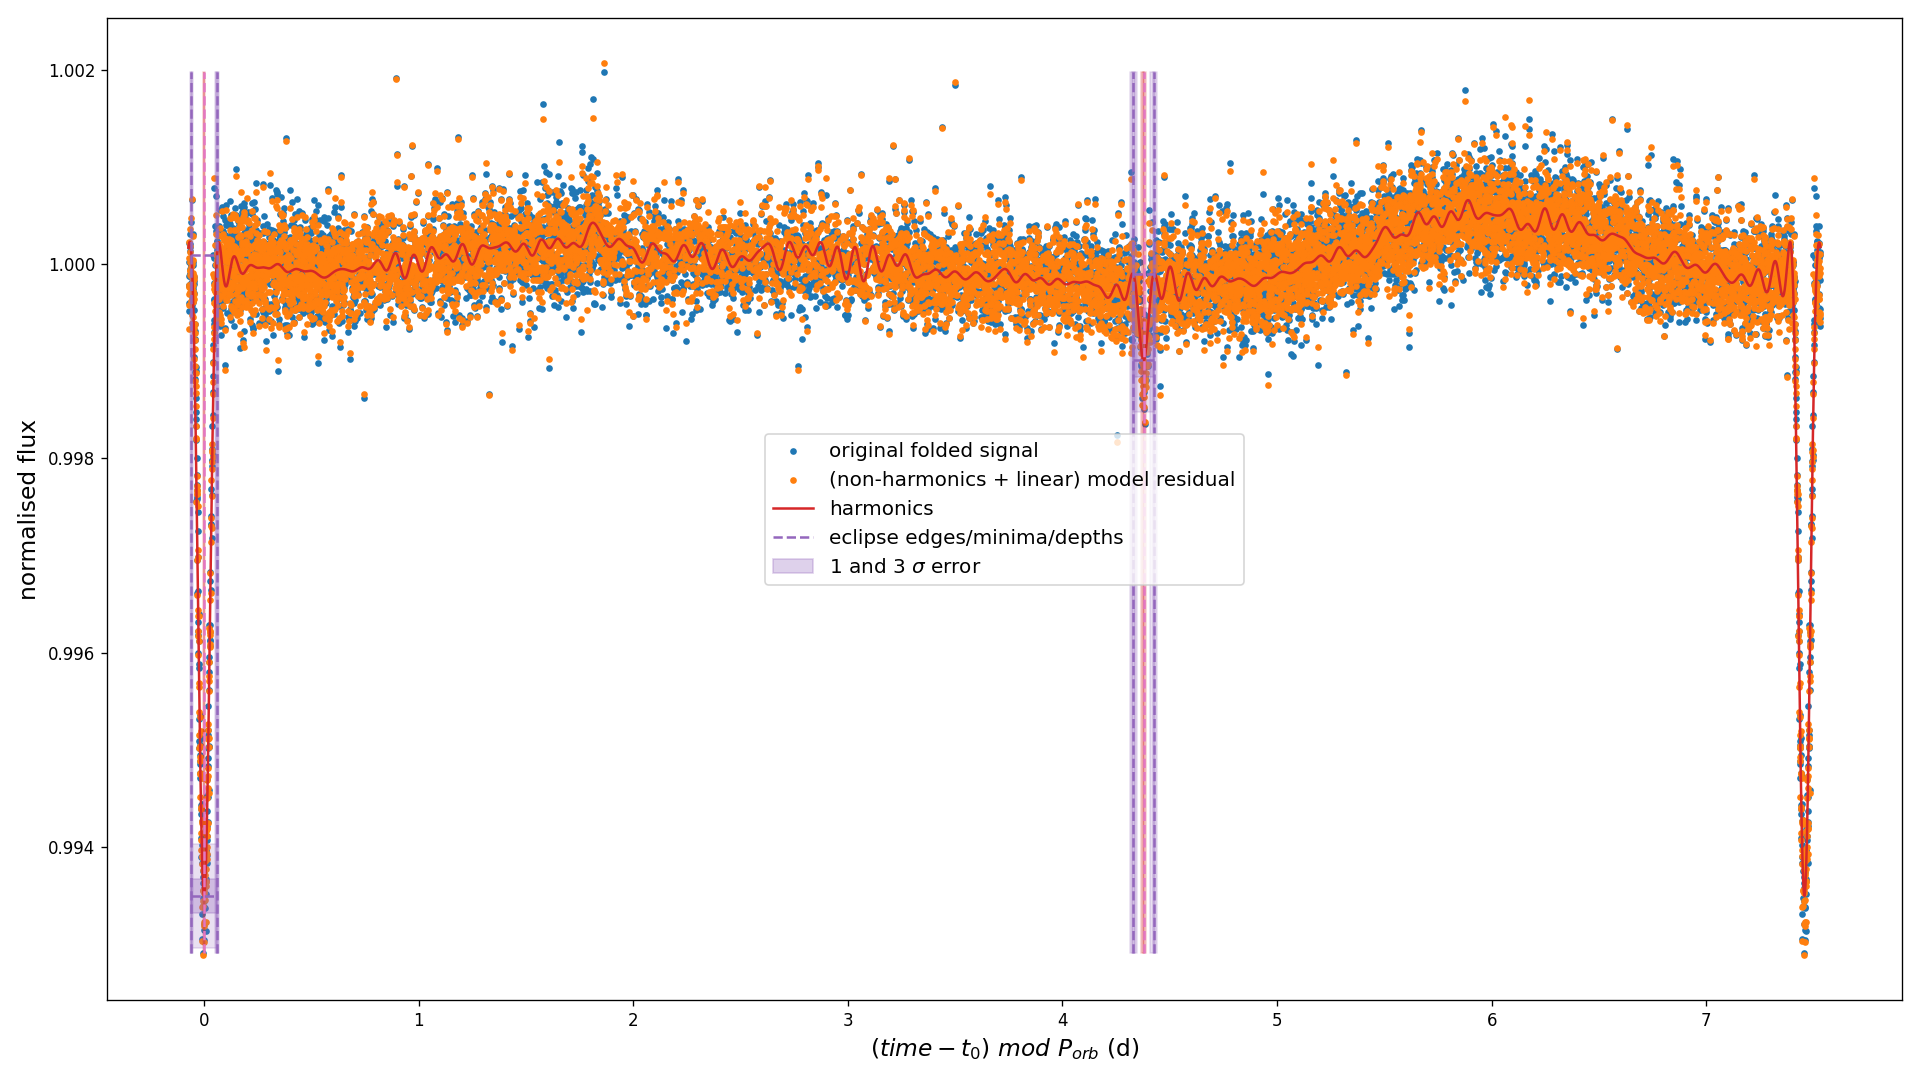 normalised flux
1.002
1.000
0.998
0.996
0.994
original folded signal
(non-harmonics + linear) model residual
harmonics
eclipse edges/minima/depths
1 and 3 σ error
0 1 2 3 4 5 6 7
(time − t₀) mod Pₒᵣb (d)